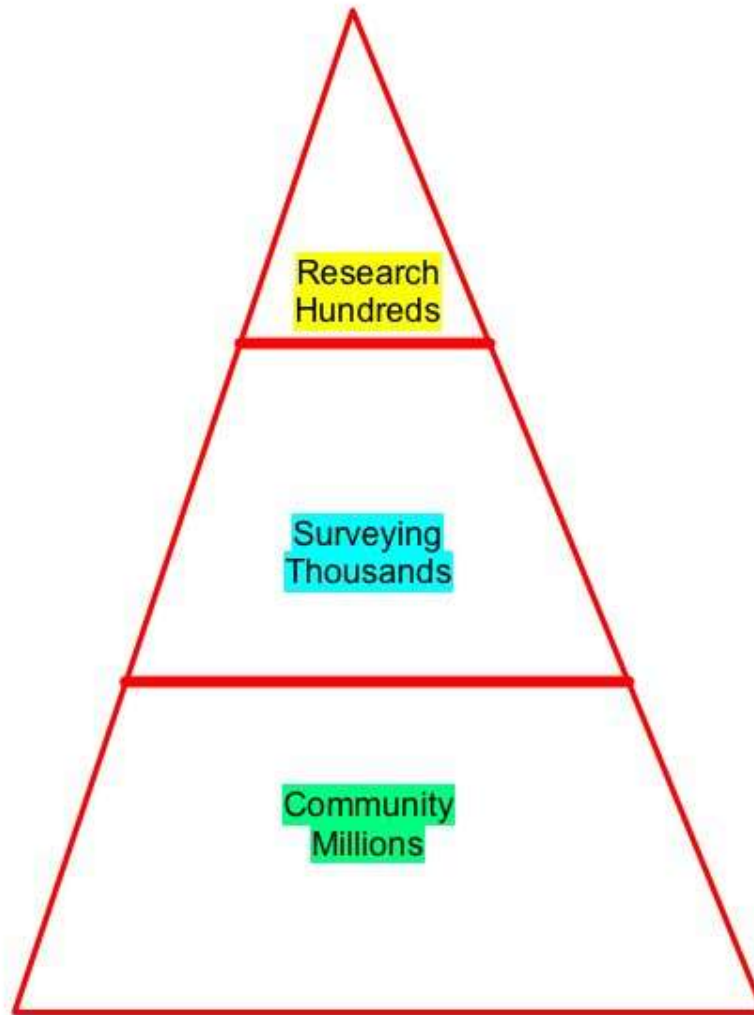 Research
Hundreds
Surveying
Thousands
Community
Millions